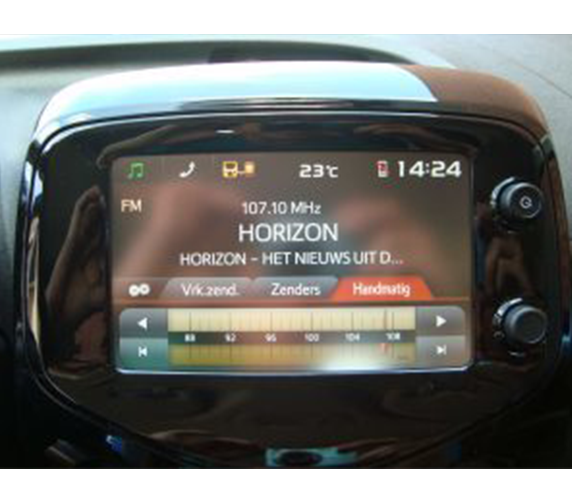 23°c 14:24
FM
107.10 MHz
HORIZON
HORIZON - HET NIEUWS UIT D...
Vrk.zend. Zenders Handmatig
88 92 96 100 104 108